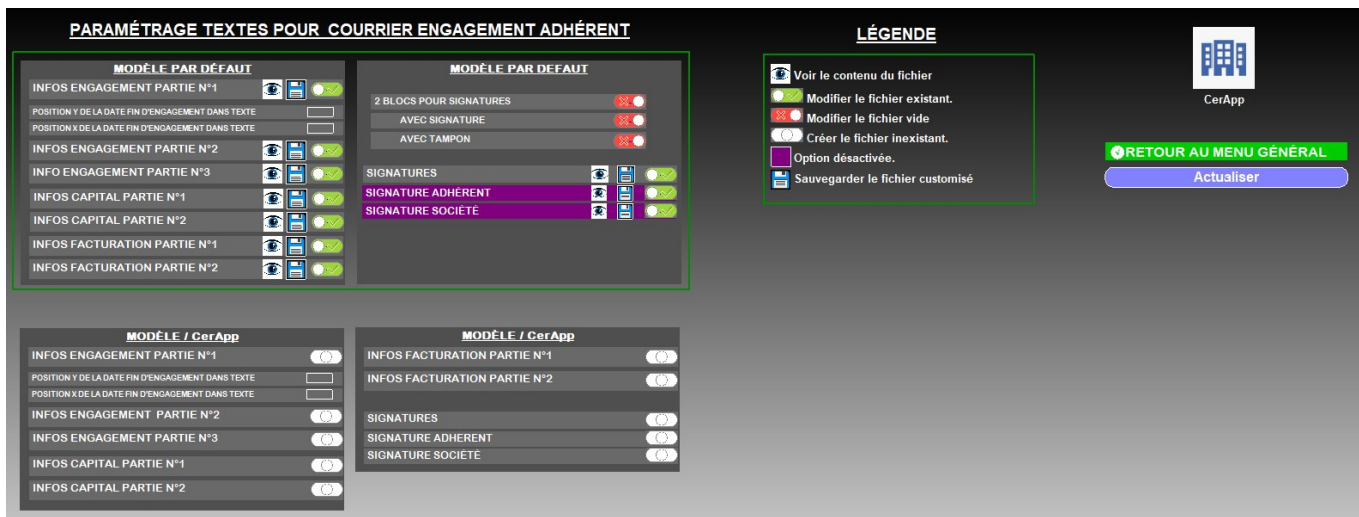 PARAMÉTRAGE TEXTES POUR COURRIER ENGAGEMENT ADHÉRENT
MODÈLE PAR DÉFAUT
INFOS ENGAGEMENT PARTIE N°1
POSITION Y DE LA DATE FIN D'ENGAGEMENT DANS TEXTE
POSITION X DE LA DATE FIN D'ENGAGEMENT DANS TEXTE
INFOS ENGAGEMENT PARTIE N°2
INFO ENGAGEMENT PARTIE N°3
INFOS CAPITAL PARTIE N°1
INFOS CAPITAL PARTIE N°2
INFOS FACTURATION PARTIE N°1
INFOS FACTURATION PARTIE N°2
MODÈLE PAR DEFAUT
2 BLOCS POUR SIGNATURES
AVEC SIGNATURE
AVEC TAMPON
SIGNATURES
SIGNATURE ADHÉRENT
SIGNATURE SOCIÉTÉ
LÉGENDE
Voir le contenu du fichier
Modifier le fichier existant.
Modifier le fichier vide
Créer le fichier inexistant.
Option désactivée.
Sauvegarder le fichier customisé
CerApp
RETOUR AU MENU GÉNÉRAL
Actualiser
MODÈLE / CerApp
INFOS ENGAGEMENT PARTIE N°1
POSITION Y DE LA DATE FIN D'ENGAGEMENT DANS TEXTE
POSITION X DE LA DATE FIN D'ENGAGEMENT DANS TEXTE
INFOS ENGAGEMENT PARTIE N°2
INFOS ENGAGEMENT PARTIE N°3
INFOS CAPITAL PARTIE N°1
INFOS CAPITAL PARTIE N°2
MODÈLE / CerApp
INFOS FACTURATION PARTIE N°1
INFOS FACTURATION PARTIE N°2
SIGNATURES
SIGNATURE ADHERENT
SIGNATURE SOCIÉTÉ